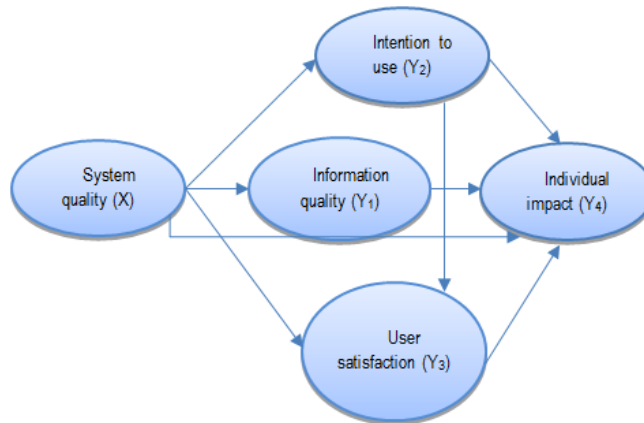 Intention to
use (Y₂)
System
quality (X)
Information
quality (Y₁)
Individual
impact (Y₄)
User
satisfaction (Y₃)